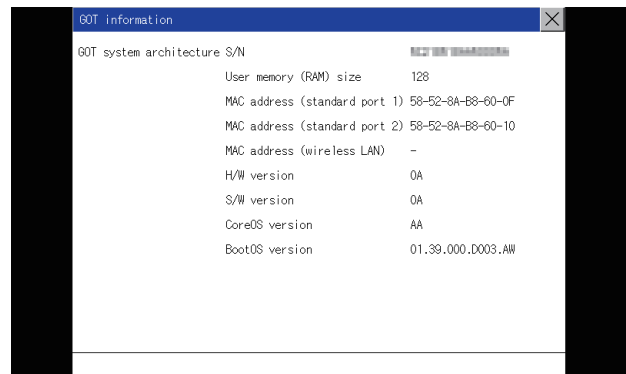 GOT information
GOT system architecture S/N
User memory (RAM) size 128
MAC address (standard port 1) 58-52-8A-B8-60-0F
MAC address (standard port 2) 58-52-8A-B8-60-10
MAC address (wireless LAN) -
H/W version 0A
S/W version 0A
CoreOS version AA
BootOS version 01.39.000.D003.AW